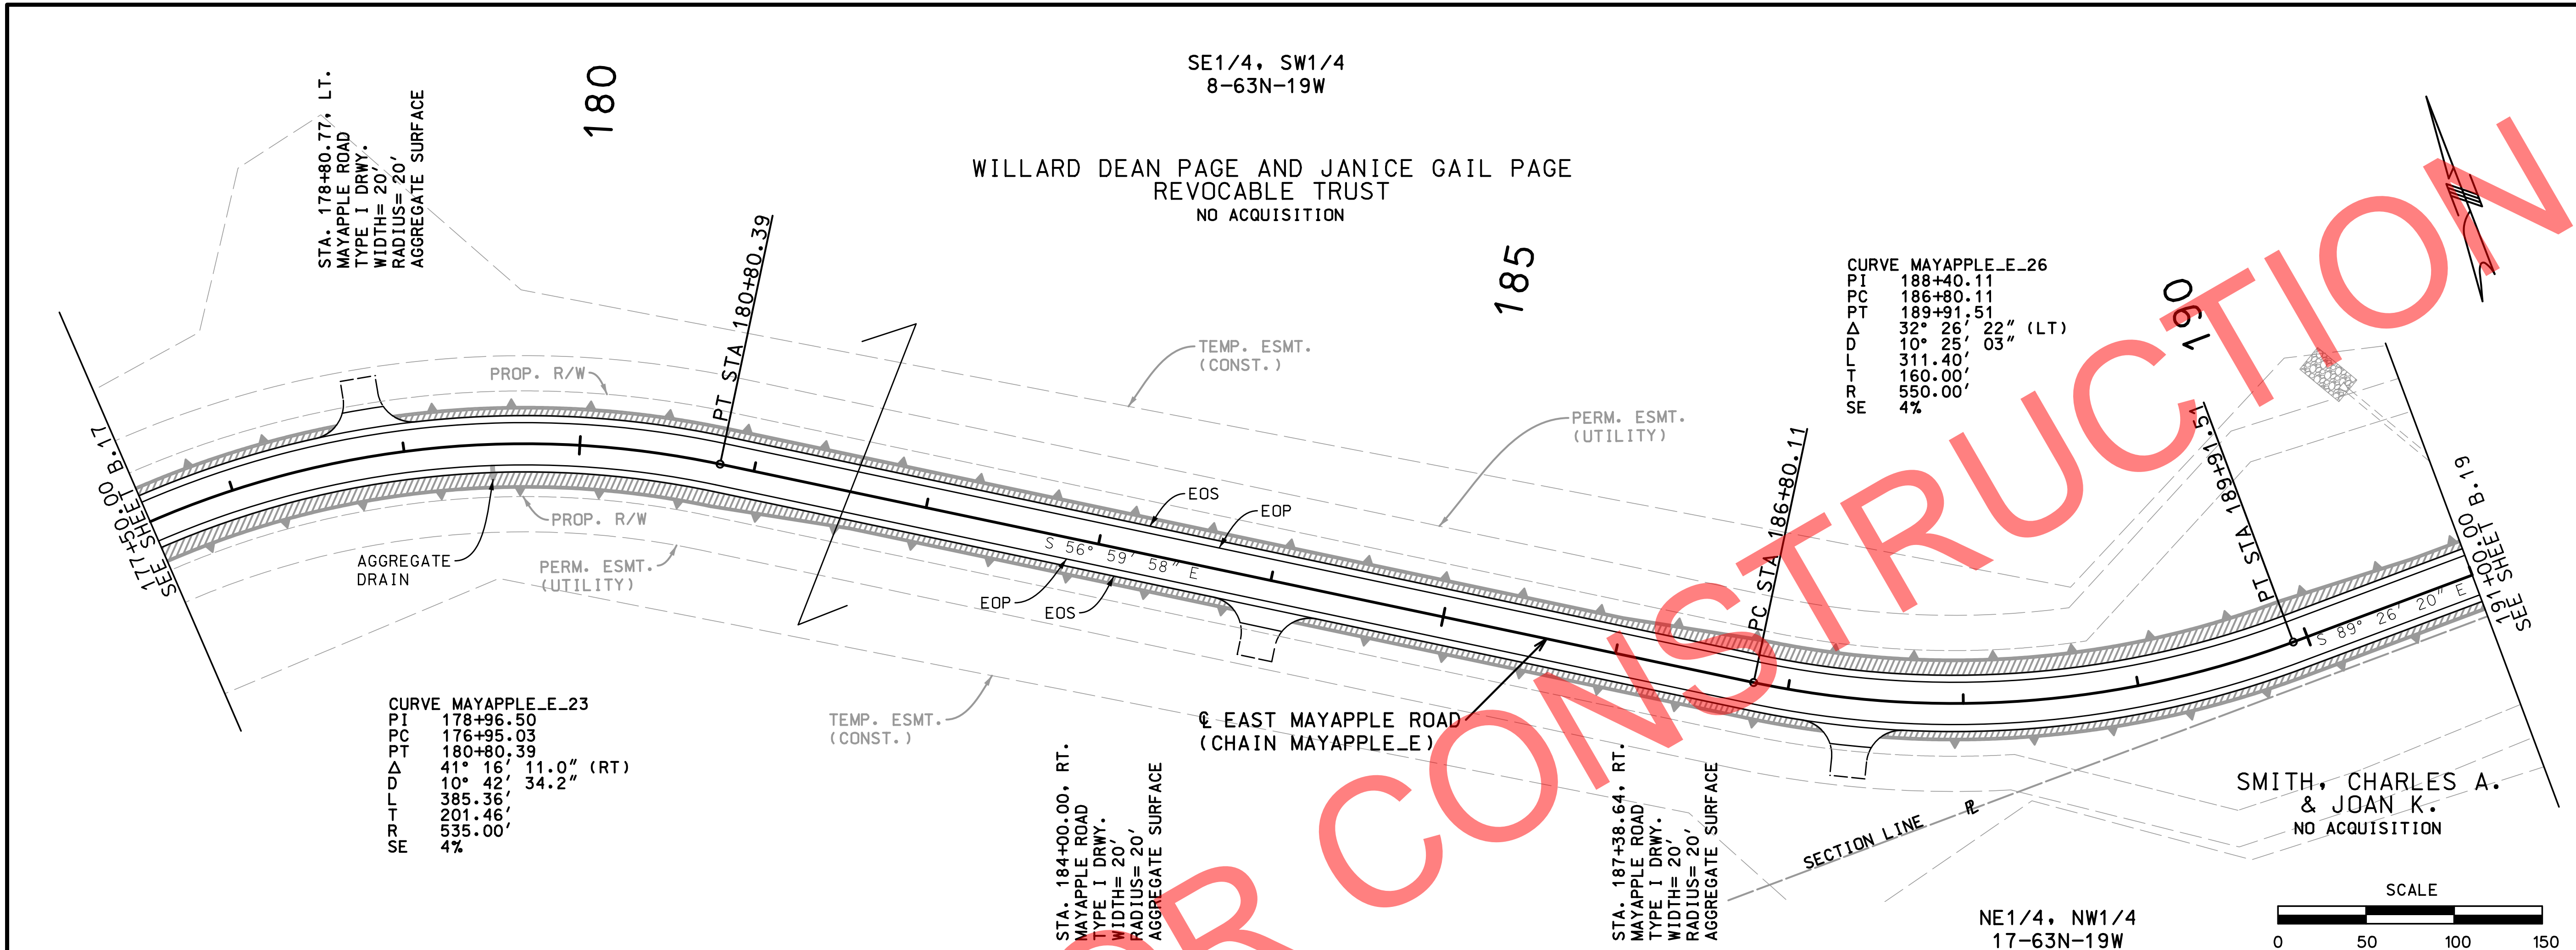 SE1/4, SW1/4
8-63N-19W
180
STA. 178+80.77, LT.
MAYAPPLE ROAD
TYPE I DRWY.
WIDTH= 20'
RADIUS= 20'
AGGREGATE SURFACE
WILLARD DEAN PAGE AND JANICE GAIL PAGE
REVOCABLE TRUST
NO ACQUISITION
PT STA 180+80.39
185
190
CURVE MAYAPPLE_E_26
PI 188+40.11
PC 186+80.11
PT 189+91.51
Δ 32° 26' 22" (LT)
D 10° 25' 03"
L 311.40'
T 160.00'
R 550.00'
SE 4%
TEMP. ESMT.
(CONST.)
PROP. R/W
PERM. ESMT.
(UTILITY)
177+50.00 B.17
SEE SHEET
PC STA 186+80.11
PT STA 189+91.51
191+00.00 B.19
SEE SHEET
EOS
EOP
S 56° 59' 58" E
S 89° 26' 20" E
PROP. R/W
AGGREGATE
DRAIN
PERM. ESMT.
(UTILITY)
EOP
EOS
CURVE MAYAPPLE_E_23
PI 178+96.50
PC 176+95.03
PT 180+80.39
Δ 41° 16' 11.0" (RT)
D 10° 42' 34.2"
L 385.36'
T 201.46'
R 535.00'
SE 4%
TEMP. ESMT.
(CONST.)
℄ EAST MAYAPPLE ROAD
(CHAIN MAYAPPLE_E)
STA. 184+00.00, RT.
MAYAPPLE ROAD
TYPE I DRWY.
WIDTH= 20'
RADIUS= 20'
AGGREGATE SURFACE
STA. 187+38.64, RT.
MAYAPPLE ROAD
TYPE I DRWY.
WIDTH= 20'
RADIUS= 20'
AGGREGATE SURFACE
SECTION LINE
PL
SMITH, CHARLES A.
& JOAN K.
NO ACQUISITION
NE1/4, NW1/4
17-63N-19W
SCALE
0 50 100 150
OR CONSTRUCTION